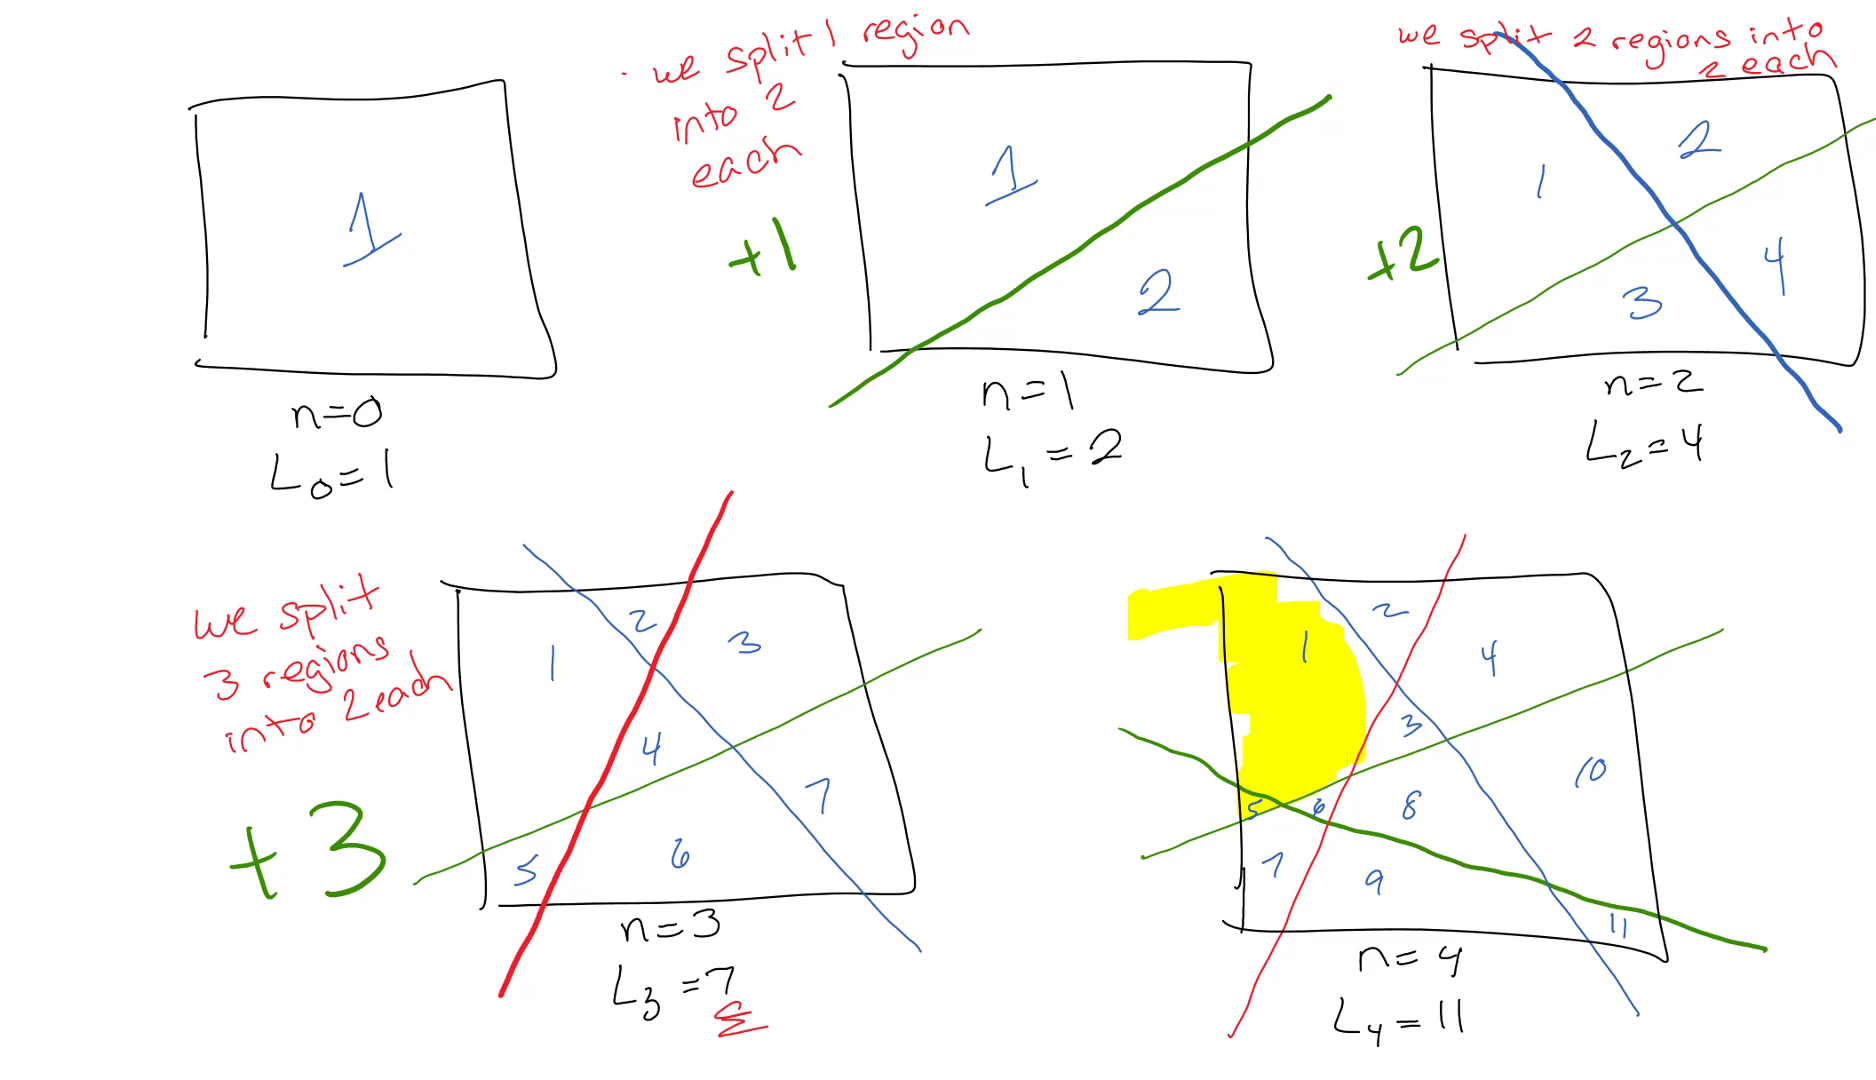 1
n=0
L0=1
we split 1 region
into 2
each
+1
1
2
n=1
L1=2
we split 2 regions into
2 each
+2
1
2
3
4
n=2
L2=4
we split
3 regions
into 2 each
+3
1
2
3
4
5
6
7
n=3
L3=7
1
2
3
4
5
6
7
8
9
10
11
n=4
L4=11